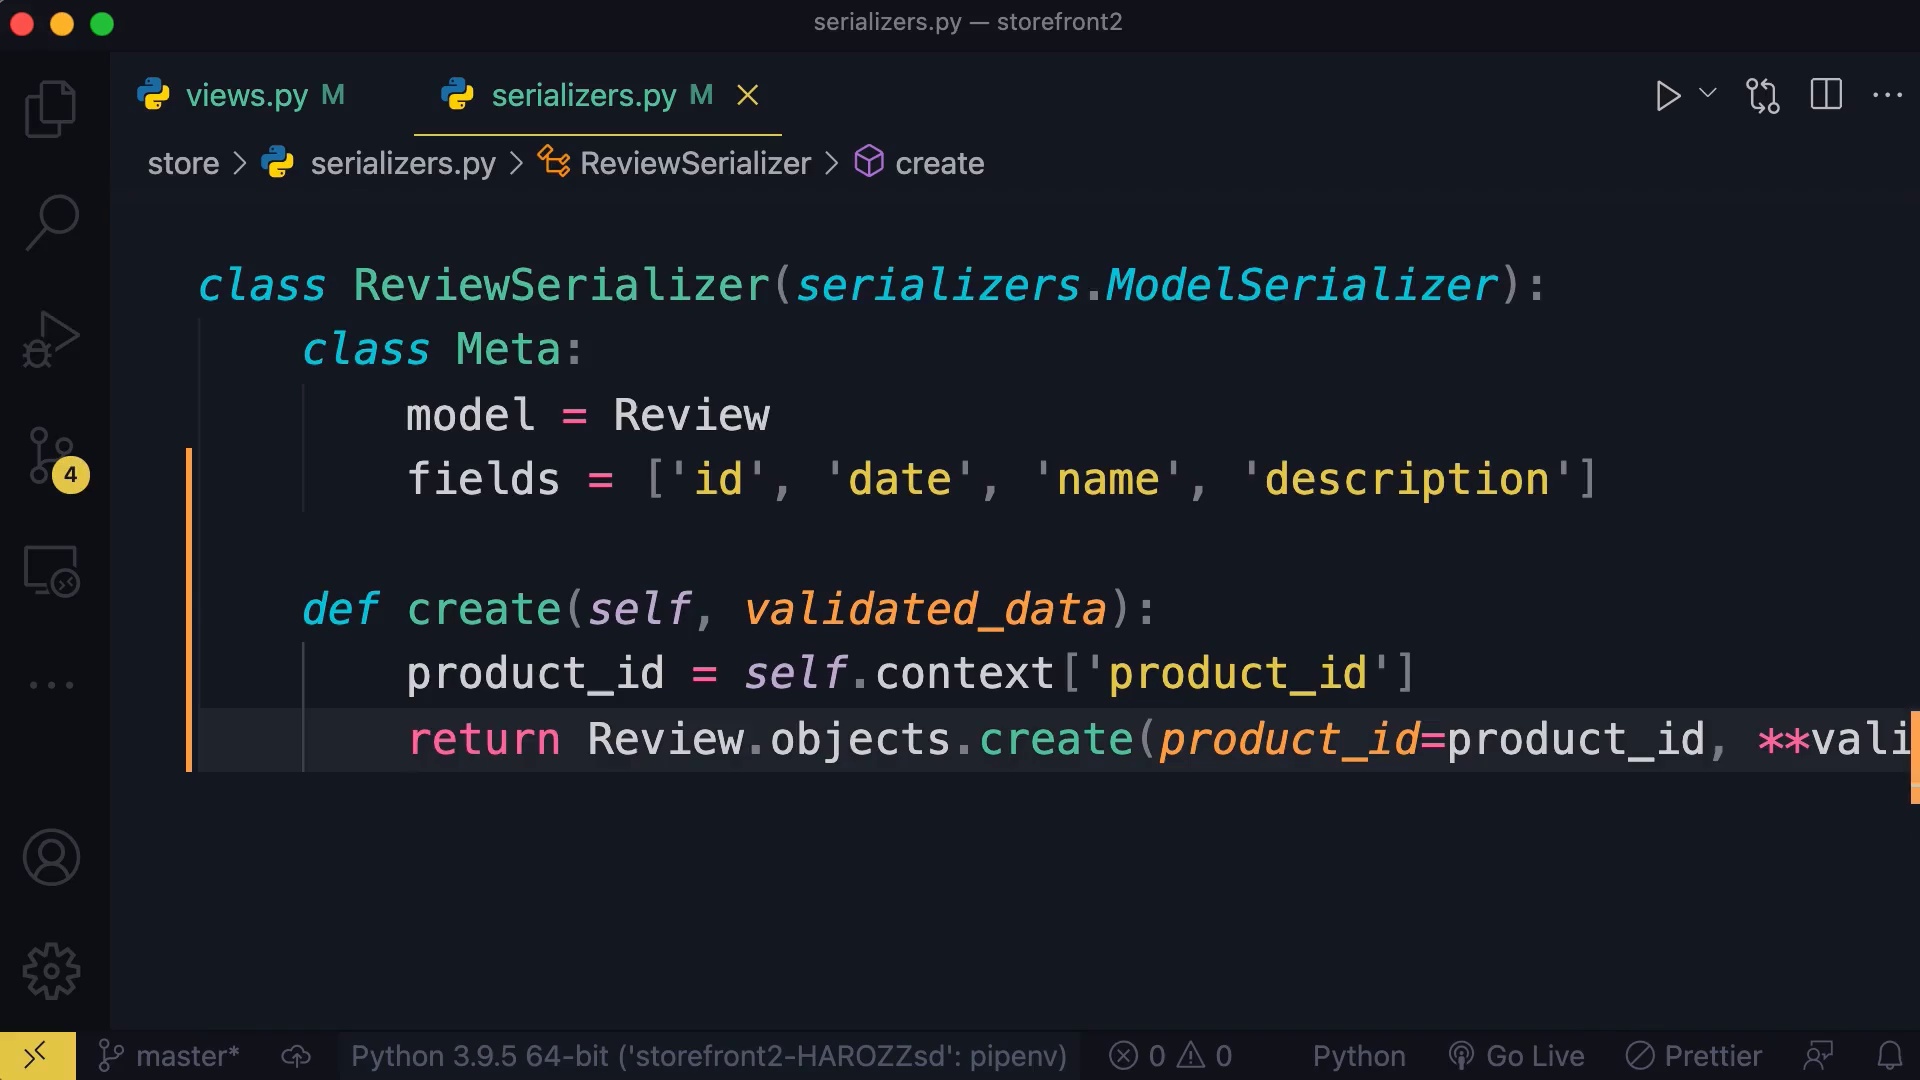 serializers.py — storefront2
views.py M serializers.py M
store > serializers.py > ReviewSerializer > create
class ReviewSerializer(serializers.ModelSerializer):
class Meta:
model = Review
fields = ['id', 'date', 'name', 'description']
def create(self, validated_data):
product_id = self.context['product_id']
return Review.objects.create(product_id=product_id, **vali
4
master* Python 3.9.5 64-bit ('storefront2-HAROZZsd': pipenv) 0 0 Python Go Live Prettier